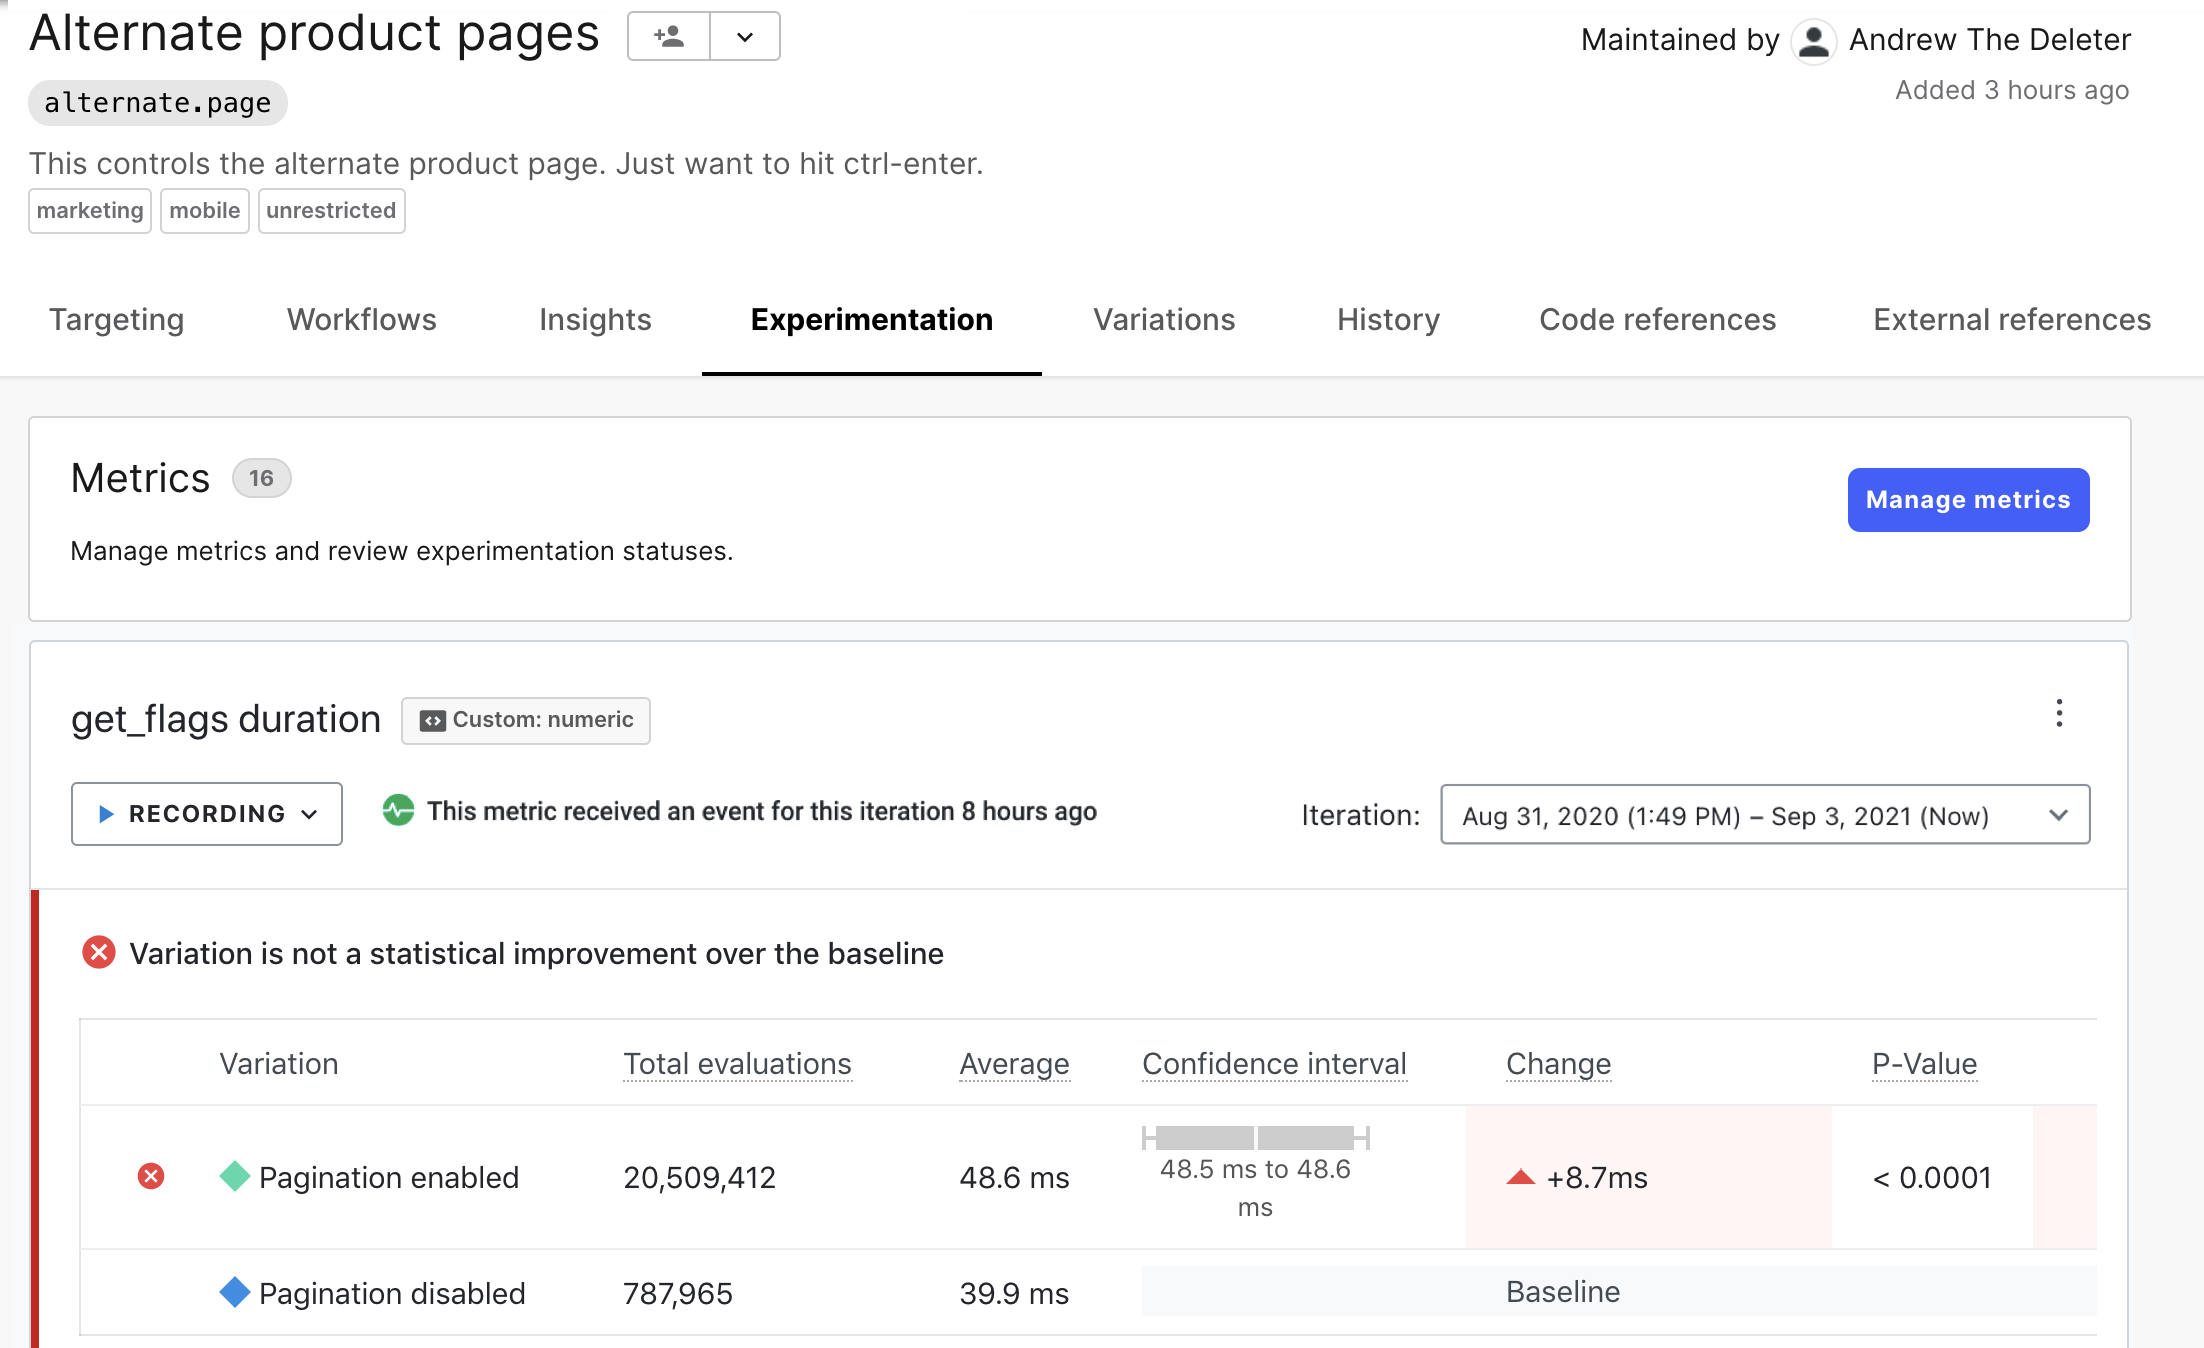 Alternate product pages
Maintained by Andrew The Deleter
Added 3 hours ago
alternate.page
This controls the alternate product page. Just want to hit ctrl-enter.
marketing mobile unrestricted
Targeting Workflows Insights Experimentation Variations History Code references External references
Metrics 16
Manage metrics
Manage metrics and review experimentation statuses.
get_flags duration Custom: numeric
RECORDING This metric received an event for this iteration 8 hours ago Iteration: Aug 31, 2020 (1:49 PM) – Sep 3, 2021 (Now)
Variation is not a statistical improvement over the baseline
Variation Total evaluations Average Confidence interval Change P-Value
Pagination enabled 20,509,412 48.6 ms 48.5 ms to 48.6
ms
+8.7ms < 0.0001
Pagination disabled 787,965 39.9 ms Baseline